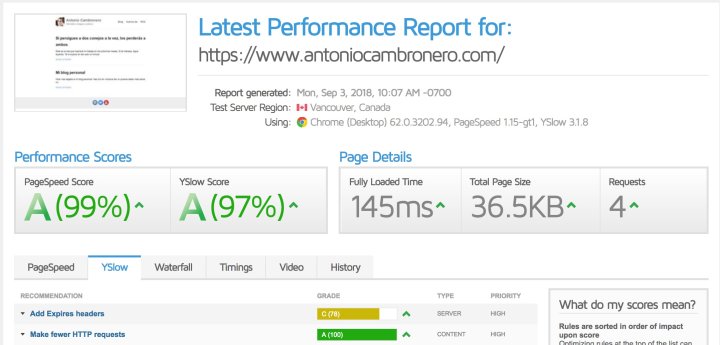 Antonio Cambronero
Si persigues a dos conejos a la vez, los perderás a
ambos
Mi blog personal
Latest Performance Report for:
https://www.antoniocambronero.com/
Report generated: Mon, Sep 3, 2018, 10:07 AM -0700
Test Server Region: Vancouver, Canada
Using: Chrome (Desktop) 62.0.3202.94, PageSpeed 1.15-gt1, YSlow 3.1.8
Performance Scores
Page Details
PageSpeed Score
YSlow Score
Fully Loaded Time
Total Page Size
Requests
A (99%)
A (97%)
145ms
36.5KB
4
PageSpeed
YSlow
Waterfall
Timings
Video
History
RECOMMENDATION
GRADE
TYPE
PRIORITY
Add Expires headers
C (78)
SERVER
HIGH
Make fewer HTTP requests
A (100)
CONTENT
HIGH
What do my scores mean?
Rules are sorted in order of impact
upon score
Optimizing rules at the top of the list can